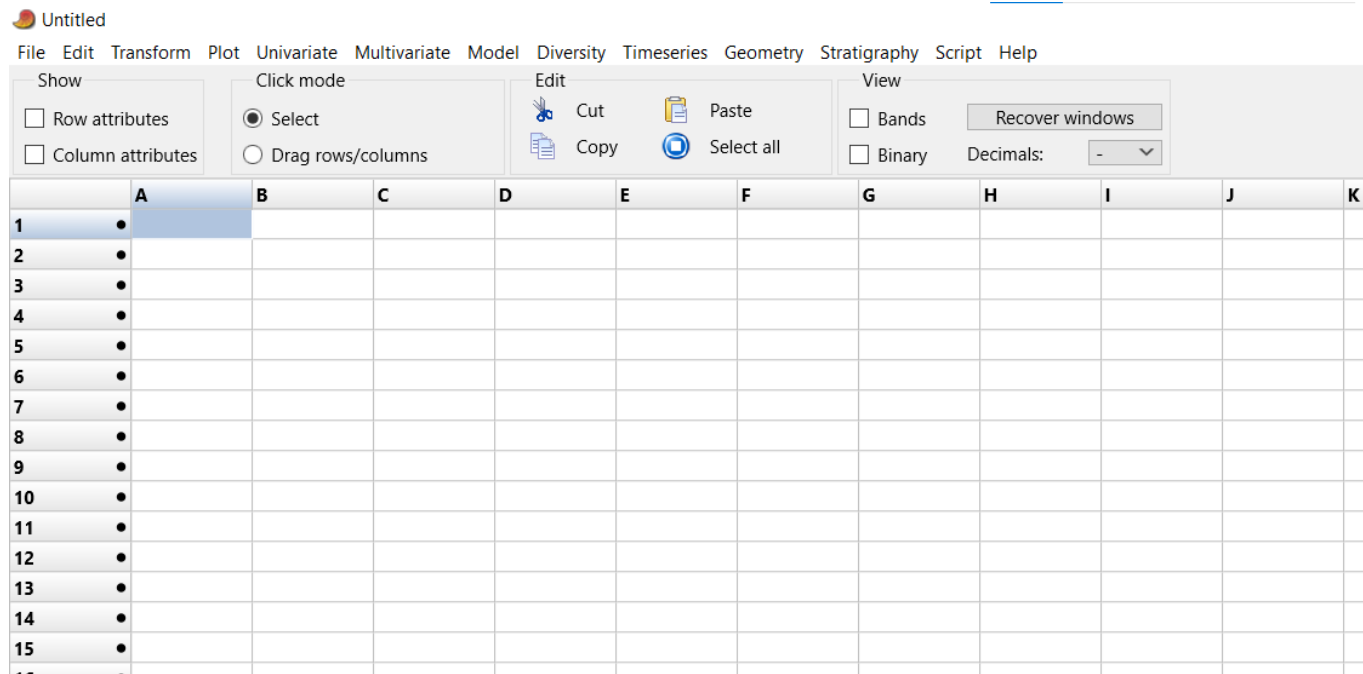 Untitled
File Edit Transform Plot Univariate Multivariate Model Diversity Timeseries Geometry Stratigraphy Script Help
Show Click mode Edit View
Row attributes Select Cut Paste Bands Recover windows
Column attributes Drag rows/columns Copy Select all Binary Decimals: -
A B C D E F G H I J K
1
2
3
4
5
6
7
8
9
10
11
12
13
14
15